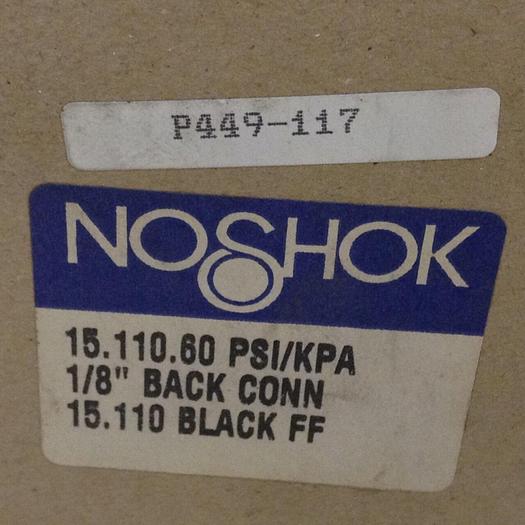 P449-117
NOSHOK
15.110.60 PSI/KPA
1/8" BACK CONN
15.110 BLACK FF